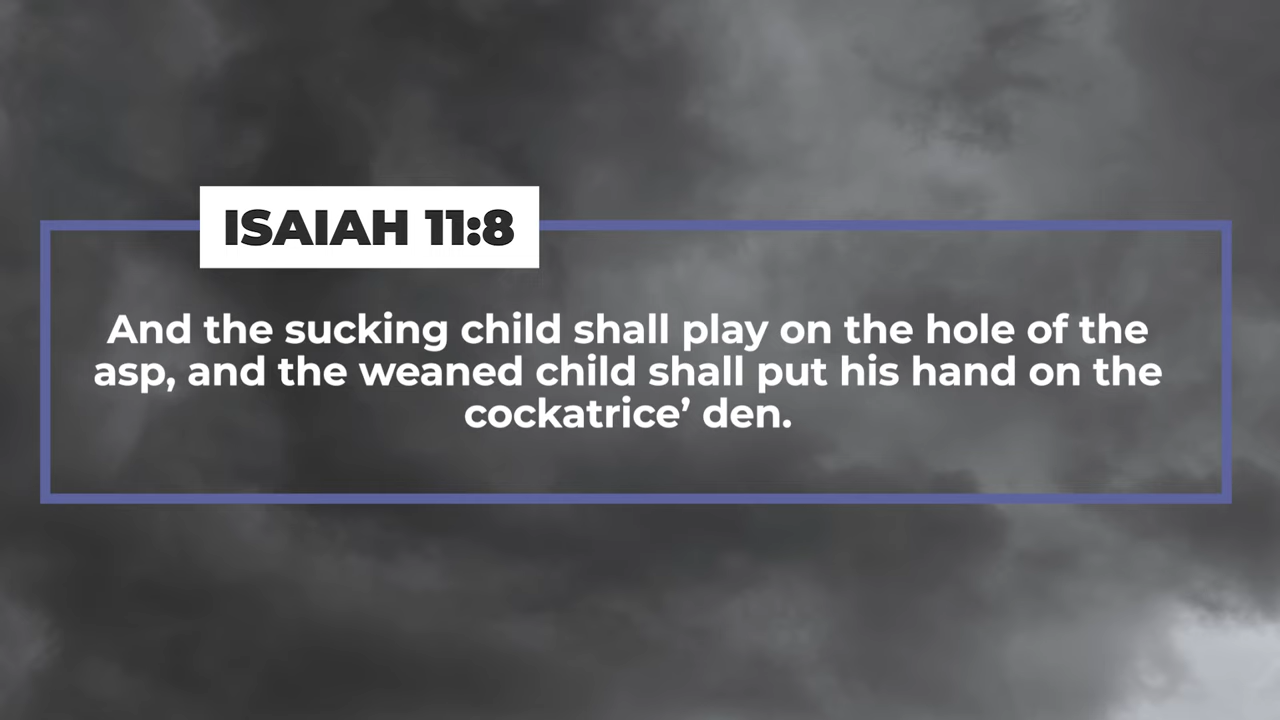 ISAIAH 11:8
And the sucking child shall play on the hole of the
asp, and the weaned child shall put his hand on the
cockatrice’ den.